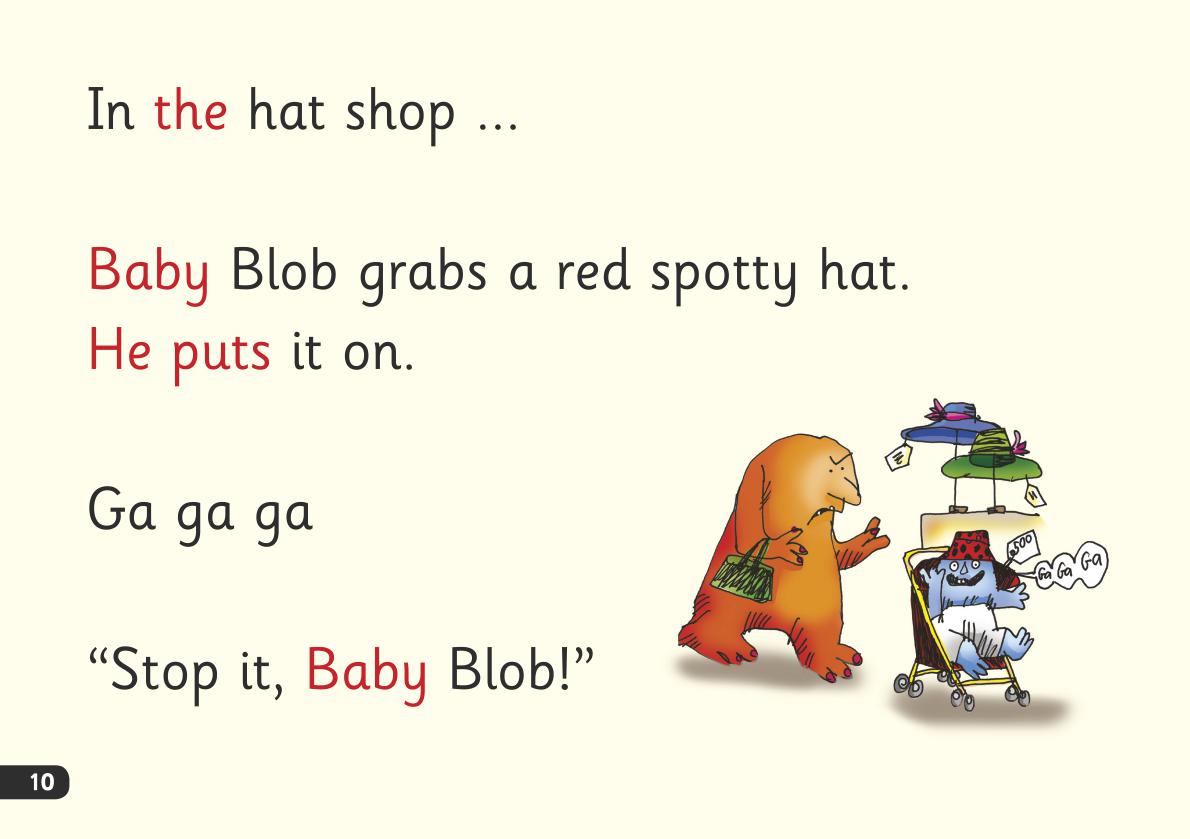 In the hat shop ...
Baby Blob grabs a red spotty hat.
He puts it on.
Ga ga ga
“Stop it, Baby Blob!”
500
Ga Ga Ga
10